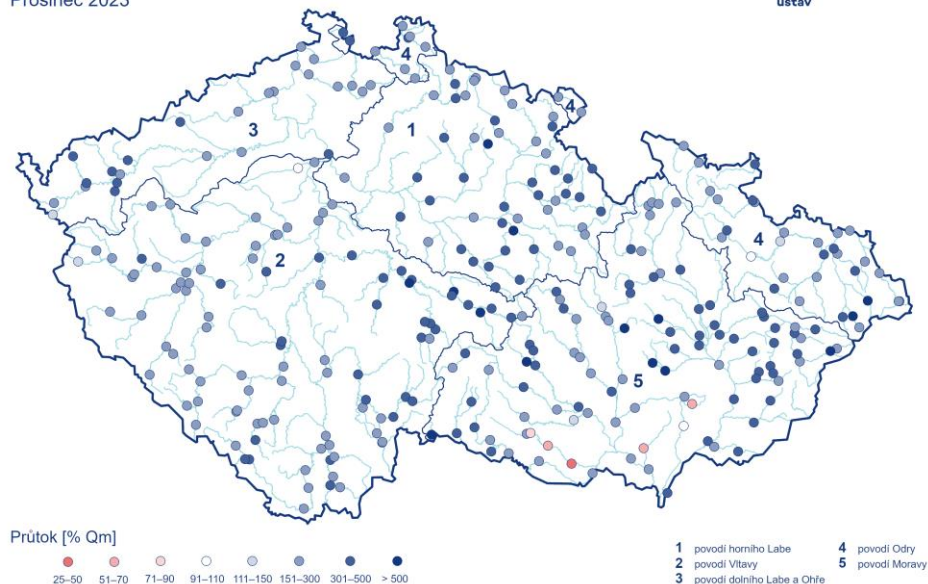 Prosinec 2023
ústav
4
4
3
1
2
4
5
Průtok [% Qm]
25–50 51–70 71–90 91–110 111–150 151-300 301–500 > 500
1 povodí horního Labe
2 povodí Vltavy
3 povodí dolního Labe a Ohře
4 povodí Odry
5 povodí Moravy